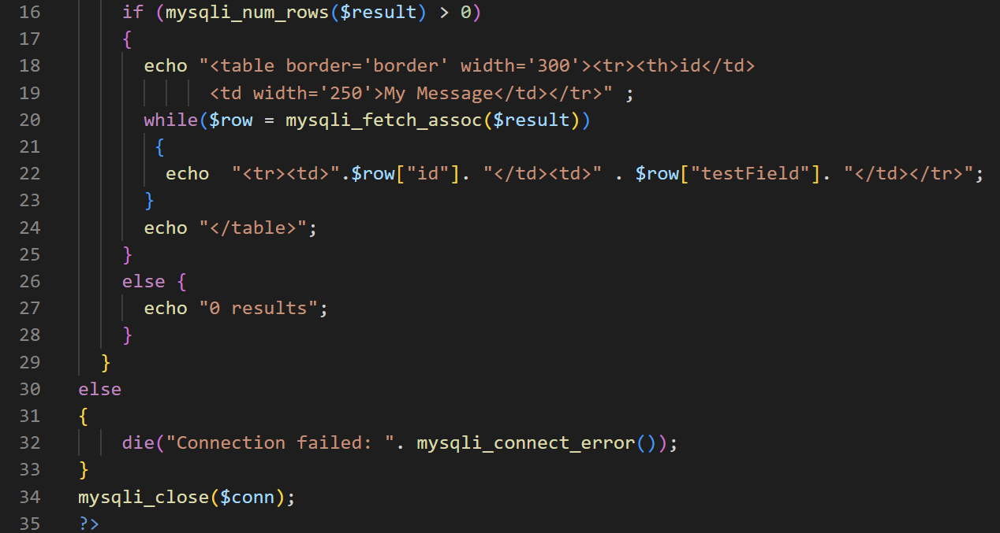 16 if (mysqli_num_rows($result) > 0)
17 {
18 echo "<table border='border' width='300'><tr><th>id</td>
19 <td width='250'>My Message</td></tr>" ;
20 while($row = mysqli_fetch_assoc($result))
21 {
22 echo  "<tr><td>".$row["id"]. "</td><td>" . $row["testField"]. "</td></tr>";
23 }
24 echo "</table>";
25 }
26 else {
27 echo "0 results";
28 }
29 }
30 else
31 {
32 die("Connection failed: ". mysqli_connect_error());
33 }
34 mysqli_close($conn);
35 ?>